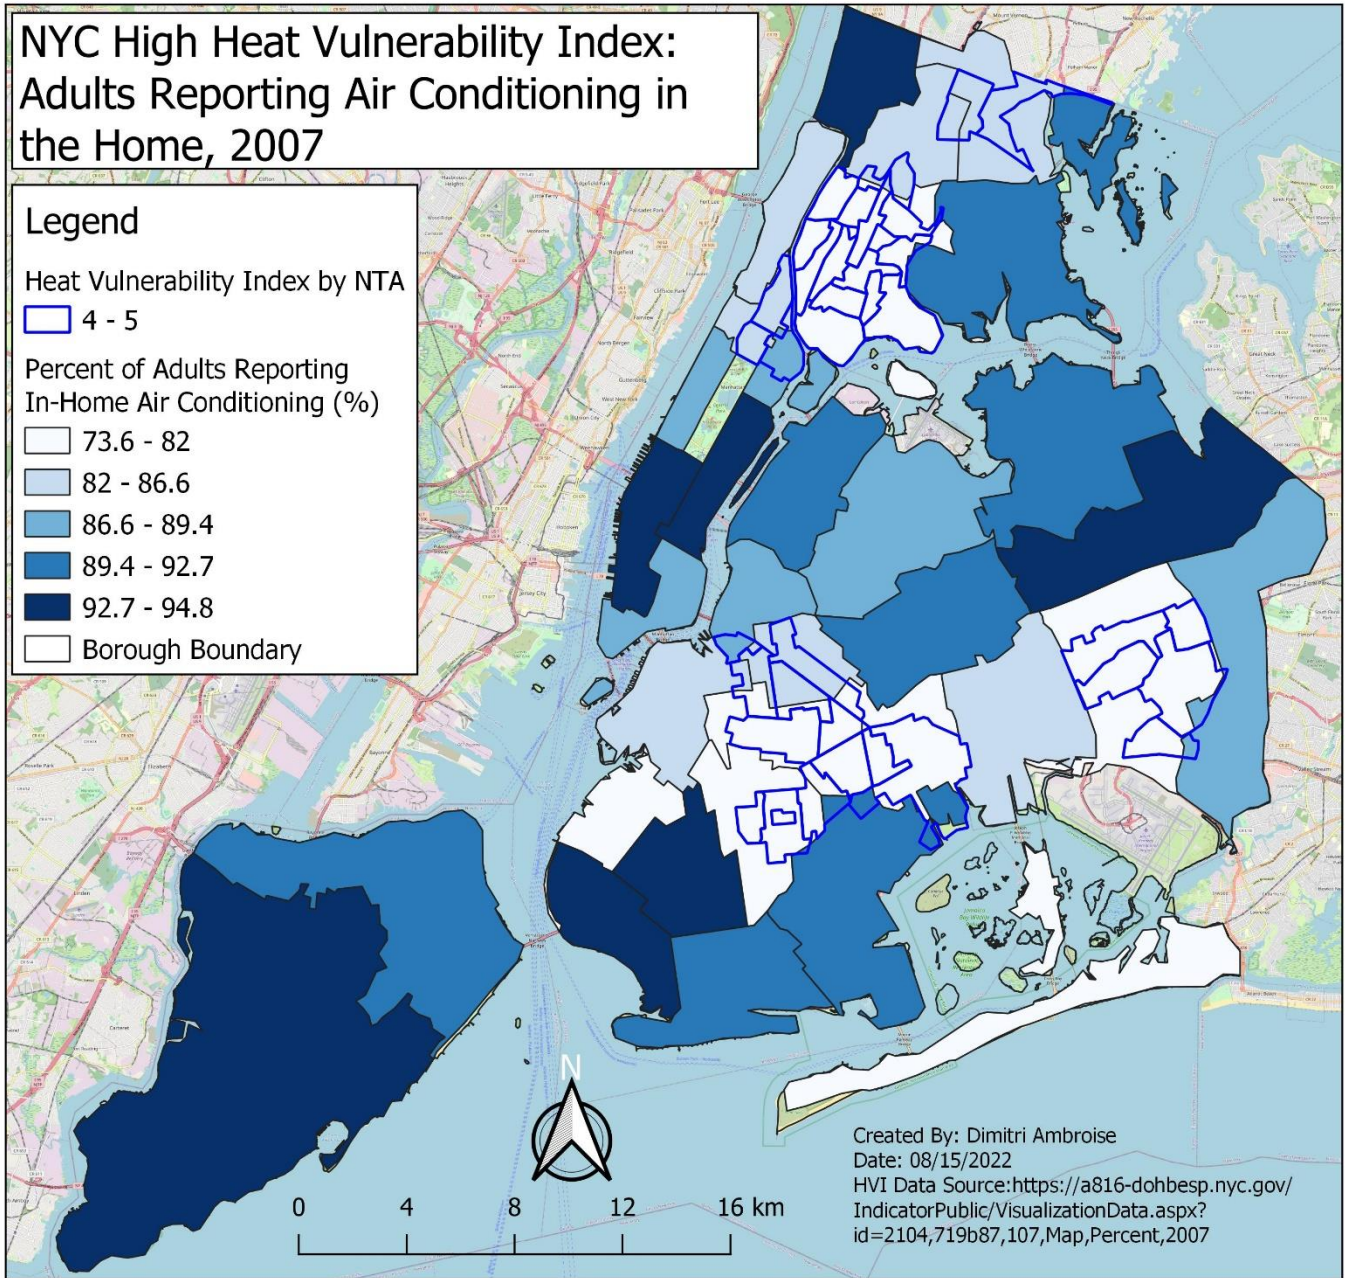 NYC High Heat Vulnerability Index:
Adults Reporting Air Conditioning in
the Home, 2007
Legend
Heat Vulnerability Index by NTA
4 - 5
Percent of Adults Reporting
In-Home Air Conditioning (%)
73.6 - 82
82 - 86.6
86.6 - 89.4
89.4 - 92.7
92.7 - 94.8
Borough Boundary
N
0 4 8 12 16 km
Created By: Dimitri Ambroise
Date: 08/15/2022
HVI Data Source:https://a816-dohbesp.nyc.gov/
IndicatorPublic/VisualizationData.aspx?
id=2104,719b87,107,Map,Percent,2007